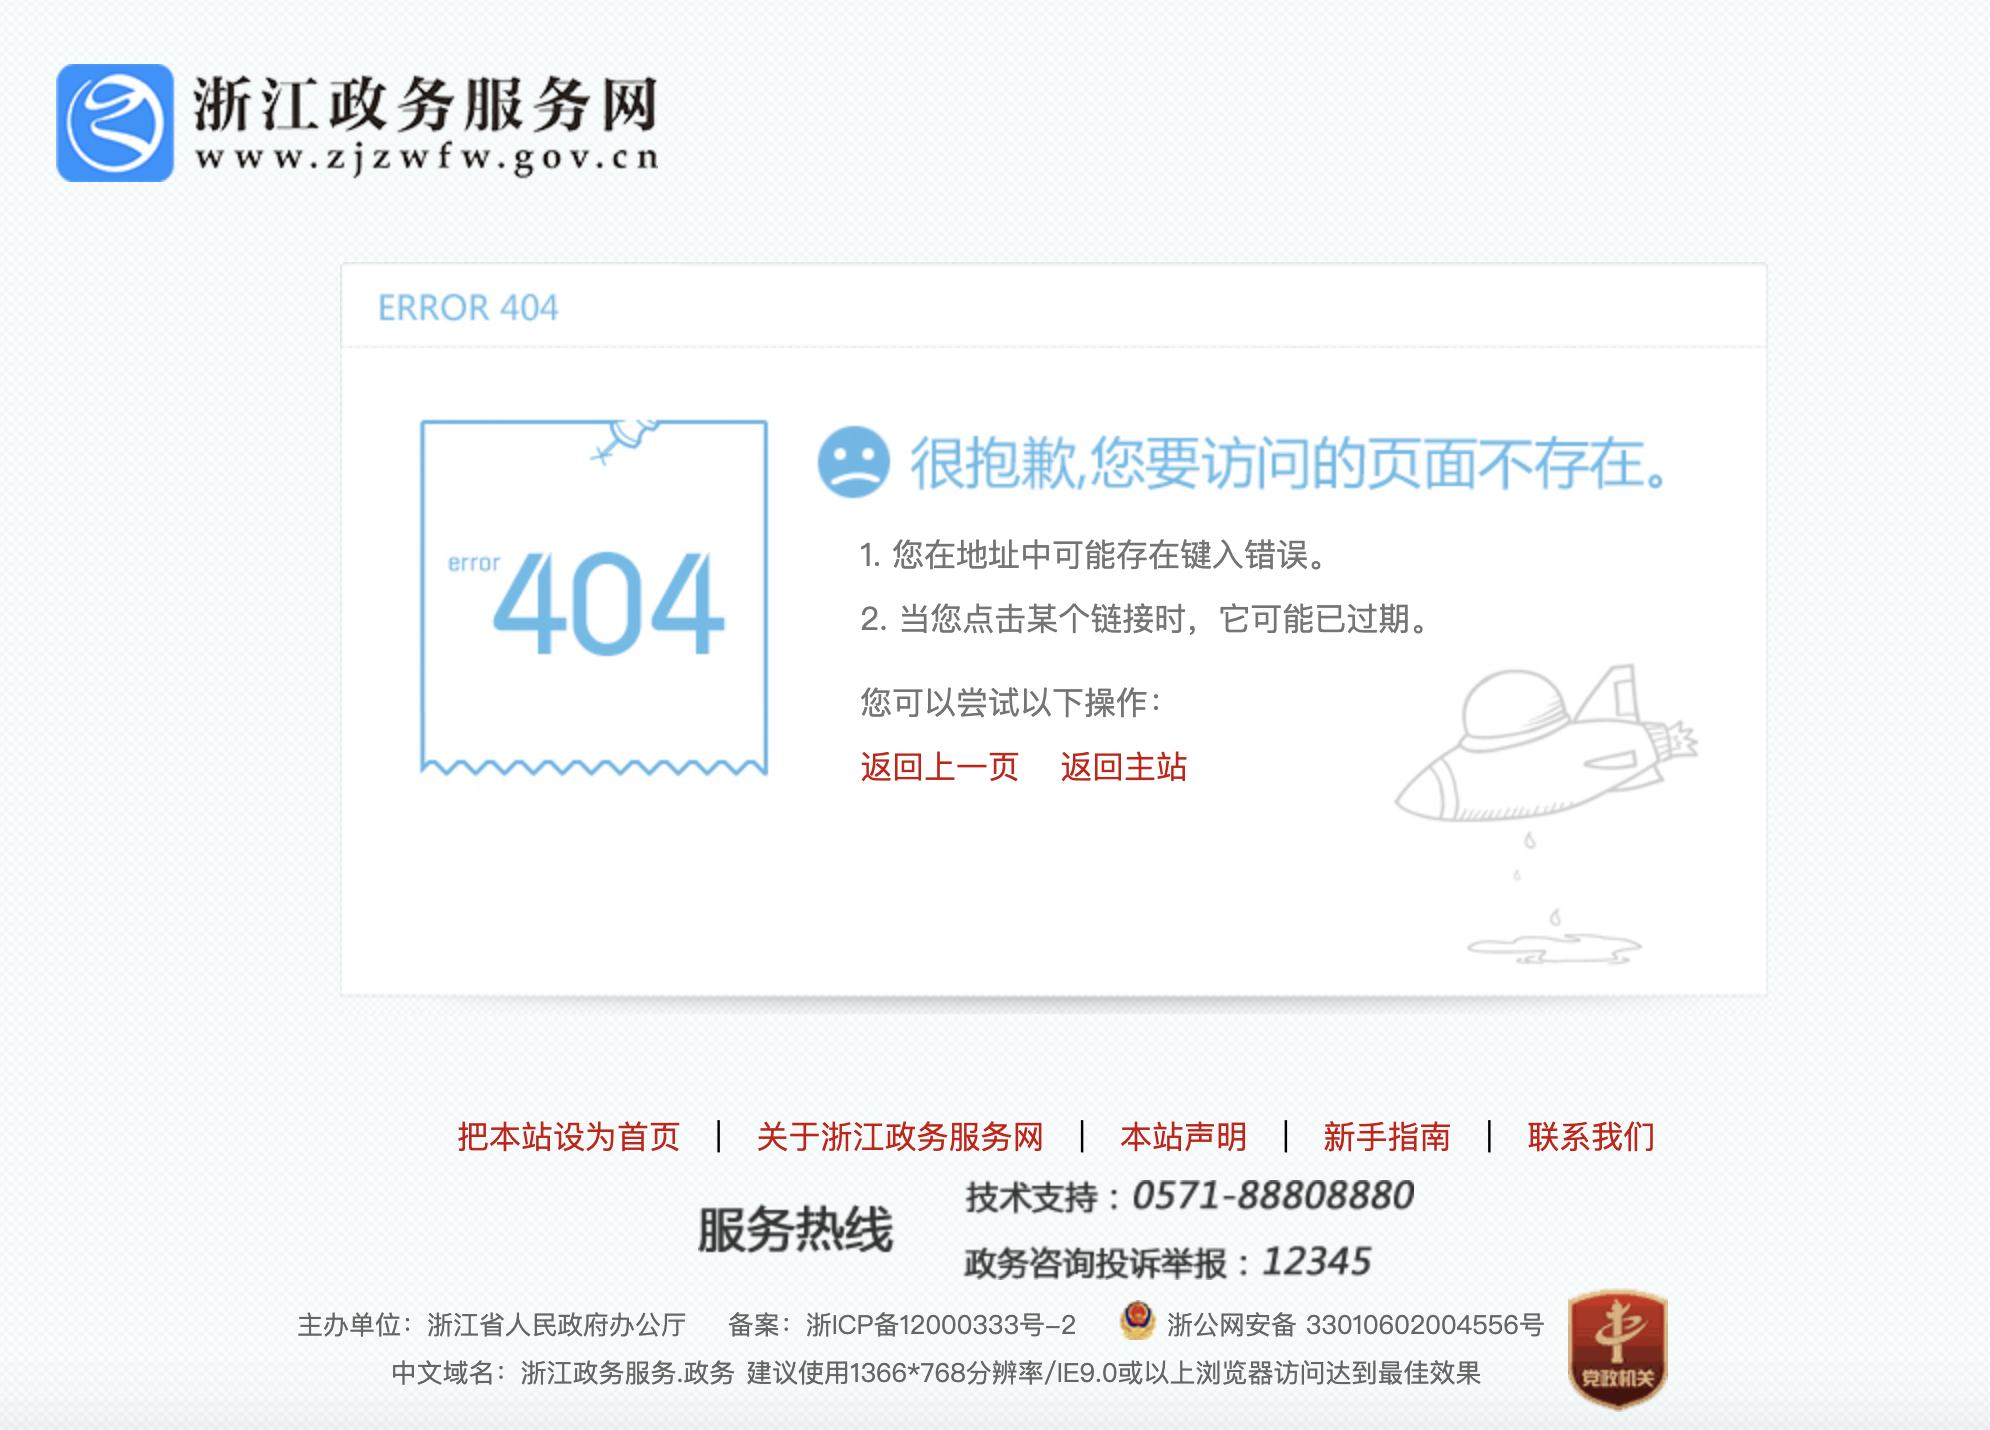 浙江政务服务网
www.zjzwfw.gov.cn
ERROR 404
error
404
很抱歉,您要访问的页面不存在。
1. 您在地址中可能存在键入错误。
2. 当您点击某个链接时，它可能已过期。
您可以尝试以下操作：
返回上一页 返回主站
把本站设为首页 | 关于浙江政务服务网 | 本站声明 | 新手指南 | 联系我们
服务热线
技术支持：0571-88808880
政务咨询投诉举报：12345
主办单位：浙江省人民政府办公厅 备案：浙ICP备12000333号-2 浙公网安备 33010602004556号
中文域名：浙江政务服务.政务 建议使用1366*768分辨率/IE9.0或以上浏览器访问达到最佳效果
党政机关